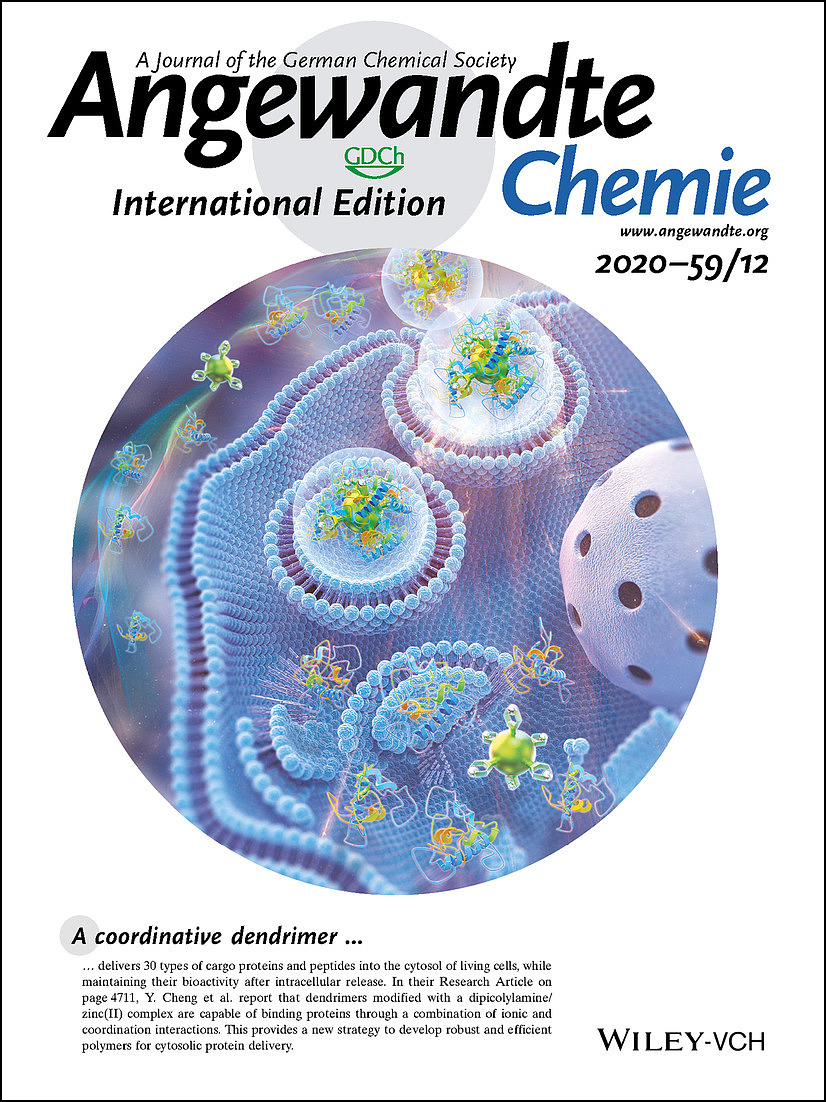 A Journal of the German Chemical Society
Angewandte
GDCh
Chemie
International Edition
www.angewandte.org
2020–59/12
A coordinative dendrimer ...
... delivers 30 types of cargo proteins and peptides into the cytosol of living cells, while
maintaining their bioactivity after intracellular release. In their Research Article on
page 4711, Y. Cheng et al. report that dendrimers modified with a dipicolylamine/
zinc(II) complex are capable of binding proteins through a combination of ionic and
coordination interactions. This provides a new strategy to develop robust and efficient
polymers for cytosolic protein delivery.
WILEY-VCH